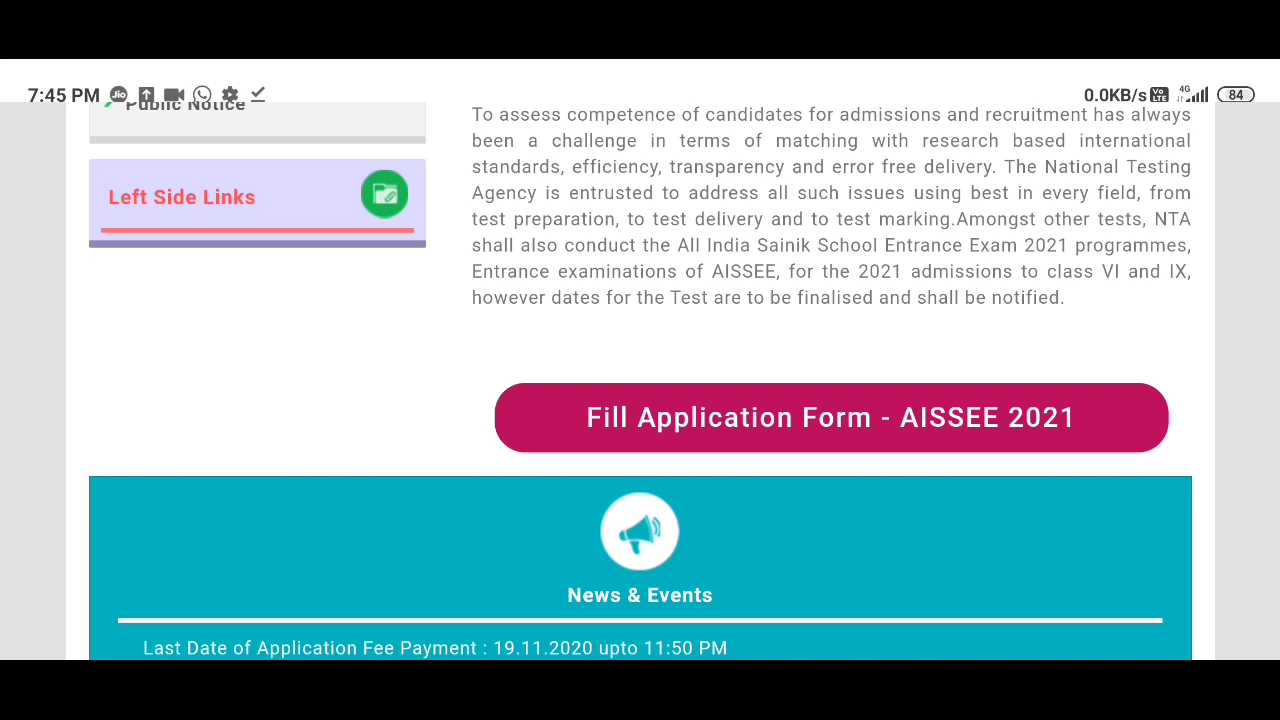 7:45 PM Jio 0.0KB/s Vo LTE 4G 84
Public Notice
Left Side Links
To assess competence of candidates for admissions and recruitment has always
been a challenge in terms of matching with research based international
standards, efficiency, transparency and error free delivery. The National Testing
Agency is entrusted to address all such issues using best in every field, from
test preparation, to test delivery and to test marking.Amongst other tests, NTA
shall also conduct the All India Sainik School Entrance Exam 2021 programmes,
Entrance examinations of AISSEE, for the 2021 admissions to class VI and IX,
however dates for the Test are to be finalised and shall be notified.
Fill Application Form - AISSEE 2021
News & Events
Last Date of Application Fee Payment : 19.11.2020 upto 11:50 PM